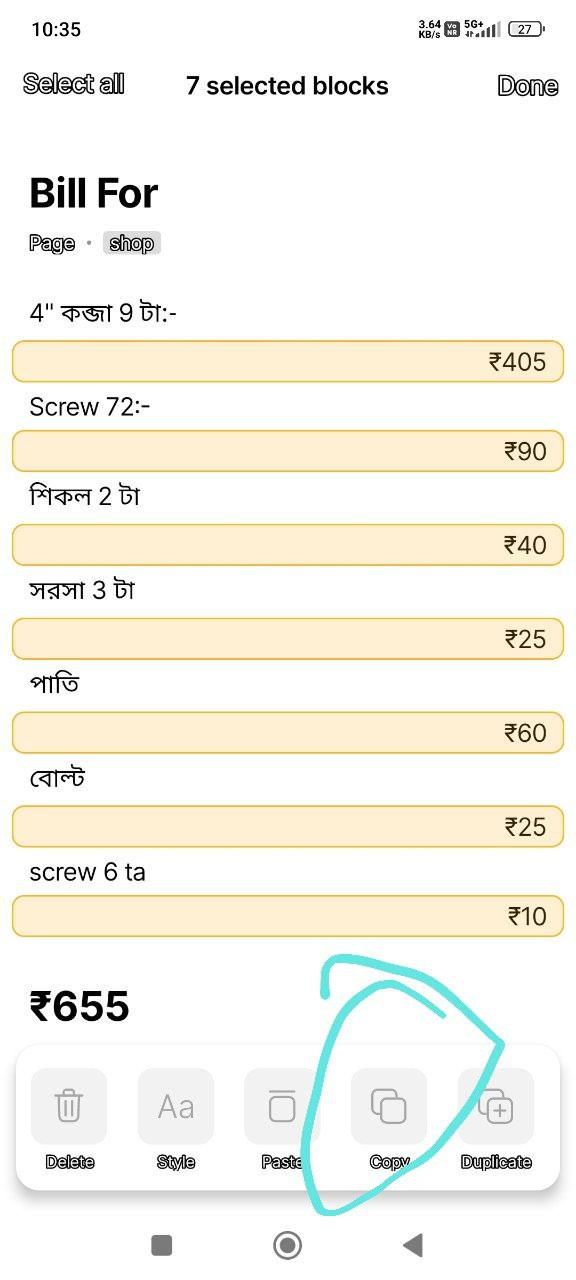 10:35
3.64 KB/s Vo NR 5G+ 27
Select all 7 selected blocks Done
Bill For
Page • shop
4" কব্জা 9 টা:-
₹405
Screw 72:-
₹90
শিকল 2 টা
₹40
সরসা 3 টা
₹25
পাতি
₹60
বোল্ট
₹25
screw 6 ta
₹10
₹655
Aa
Delete Style Paste Copy Duplicate